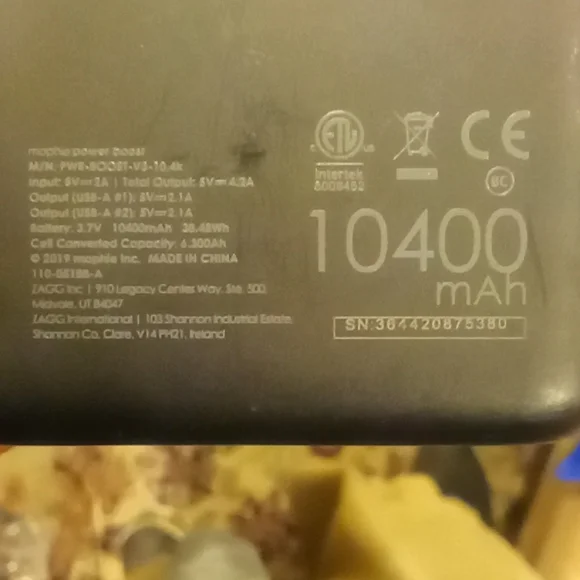 mophie power boost
M/N: PWR-BOOST-V3-10.4K
Input: 5V⎓2A | Total Output: 5V⎓4.2A
Output (USB-A #1): 5V⎓2.1A
Output (USB-A #2): 5V⎓2.1A
Battery: 3.7V 10400mAh 38.48Wh
Cell Converted Capacity: 6,300Ah
© 2019 mophie Inc. MADE IN CHINA
ZAGG Inc | 910 Legacy Center Way, Ste. 500,
Midvale, UT 84047
ZAGG International | 103 Shannon Industrial Estate,
Shannon Co. Clare, V14 PH21, Ireland
ETL
Intertek
CE
BC
10400
mAh
SN:364420875380